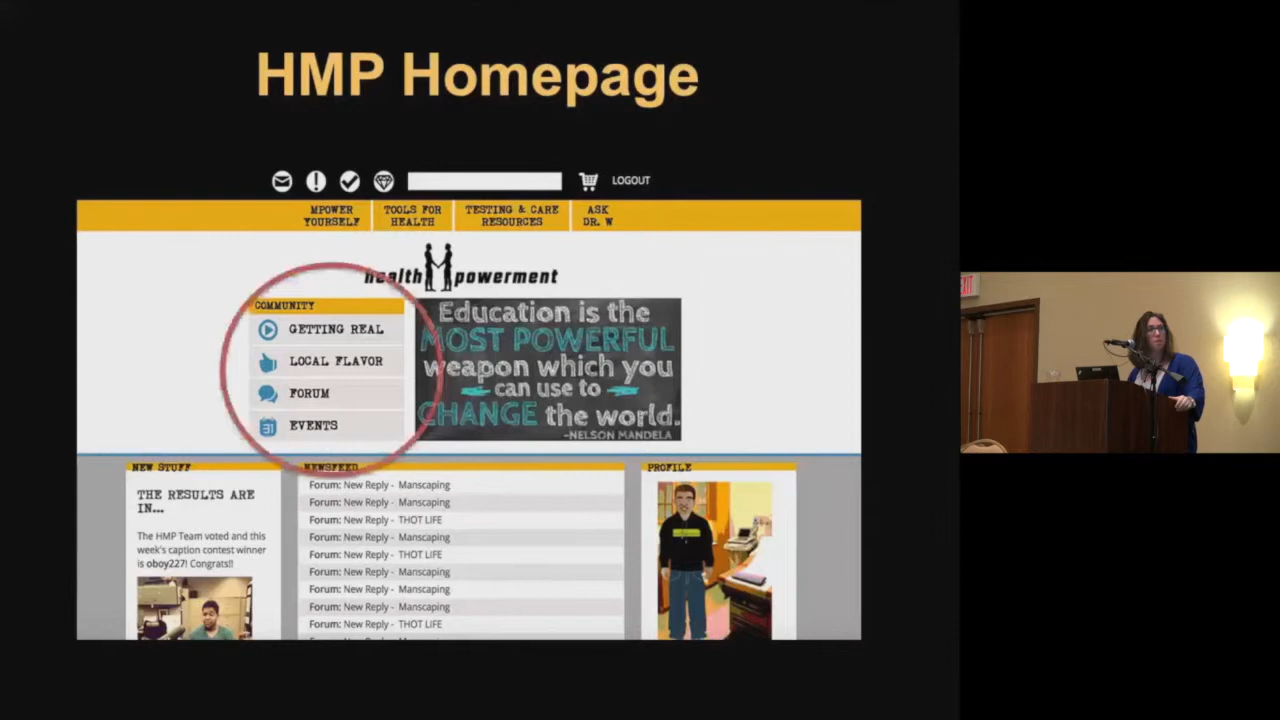 HMP Homepage
LOGOUT
MPOWER
YOURSELF
TOOLS FOR
HEALTH
TESTING & CARE
RESOURCES
ASK
DR. W
health powerment
COMMUNITY
GETTING REAL
LOCAL FLAVOR
FORUM
31
EVENTS
Education is the
MOST POWERFUL
weapon which you
can use to
CHANGE the world.
-NELSON MANDELA
NEW STUFF
THE RESULTS ARE
IN...
The HMP Team voted and this
week's caption contest winner
is oboy227! Congrats!!
NEWSFEED
Forum: New Reply - Manscaping
Forum: New Reply - Manscaping
Forum: New Reply - THOT LIFE
Forum: New Reply - Manscaping
Forum: New Reply - THOT LIFE
Forum: New Reply - Manscaping
Forum: New Reply - Manscaping
Forum: New Reply - Manscaping
Forum: New Reply - THOT LIFE
PROFILE
EXIT